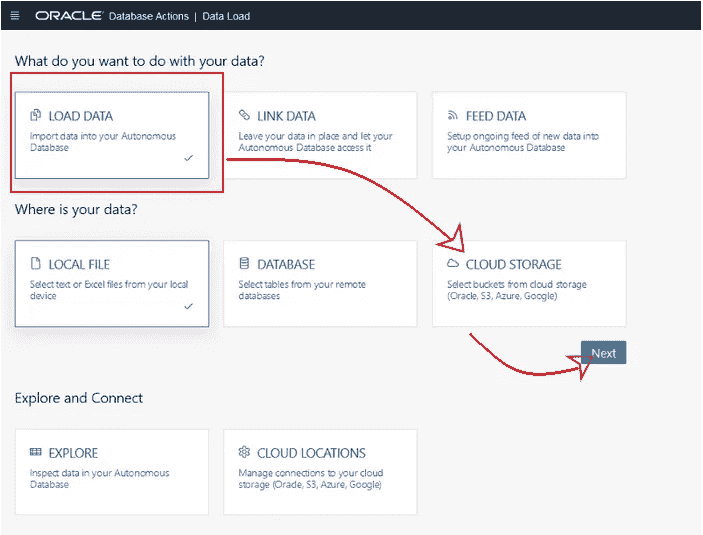 ORACLE Database Actions | Data Load
What do you want to do with your data?
LOAD DATA
Import data into your Autonomous
Database
LINK DATA
Leave your data in place and let your
Autonomous Database access it
FEED DATA
Setup ongoing feed of new data into
your Autonomous Database
Where is your data?
LOCAL FILE
Select text or Excel files from your local
device
DATABASE
Select tables from your remote
databases
CLOUD STORAGE
Select buckets from cloud storage
(Oracle, S3, Azure, Google)
Next
Explore and Connect
EXPLORE
Inspect data in your Autonomous
Database
CLOUD LOCATIONS
Manage connections to your cloud
storage (Oracle, S3, Azure, Google)